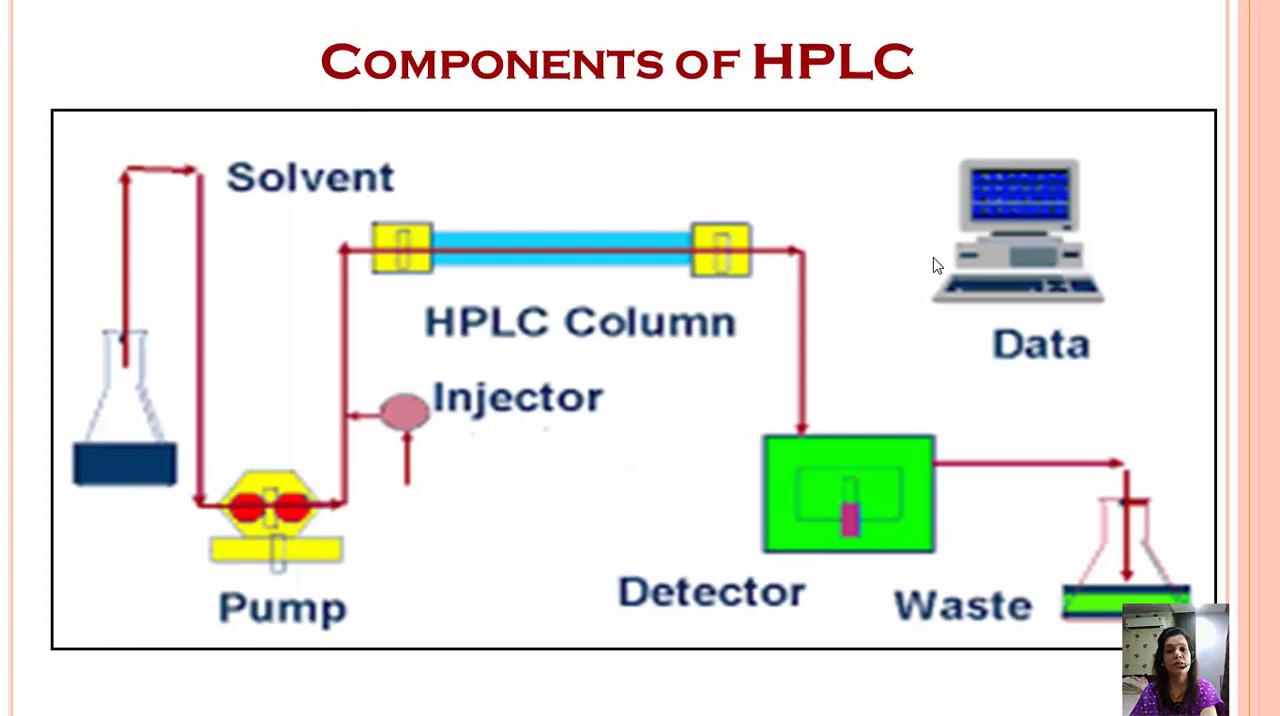 COMPONENTS OF HPLC
Solvent
HPLC Column
Data
Injector
Detector
Waste
Pump